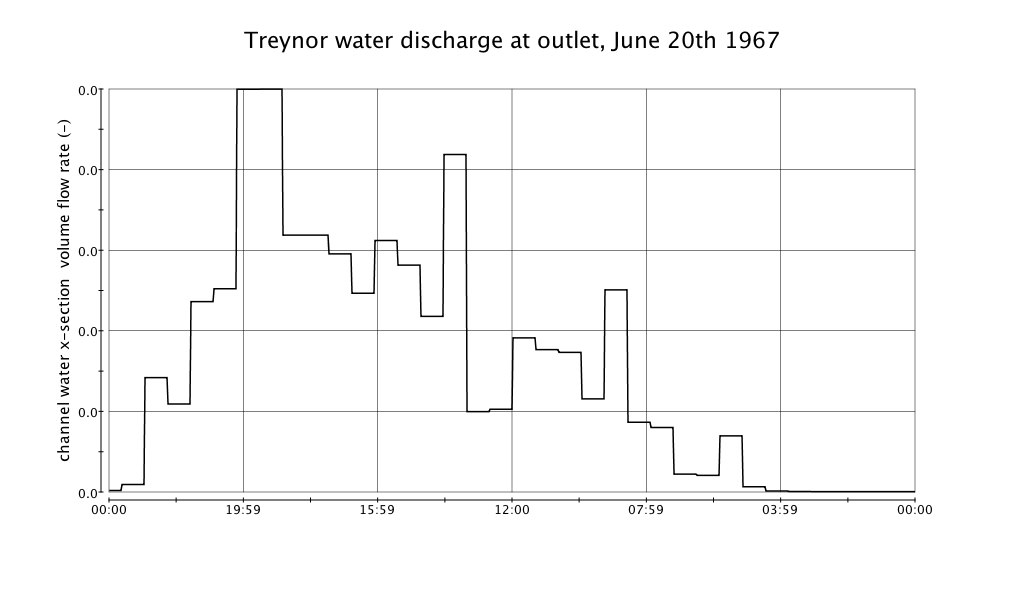 Treynor water discharge at outlet, June 20th 1967
channel water x-section  volume flow rate (-)
0.0
0.0
0.0
0.0
0.0
0.0
00:00 19:59 15:59 12:00 07:59 03:59 00:00